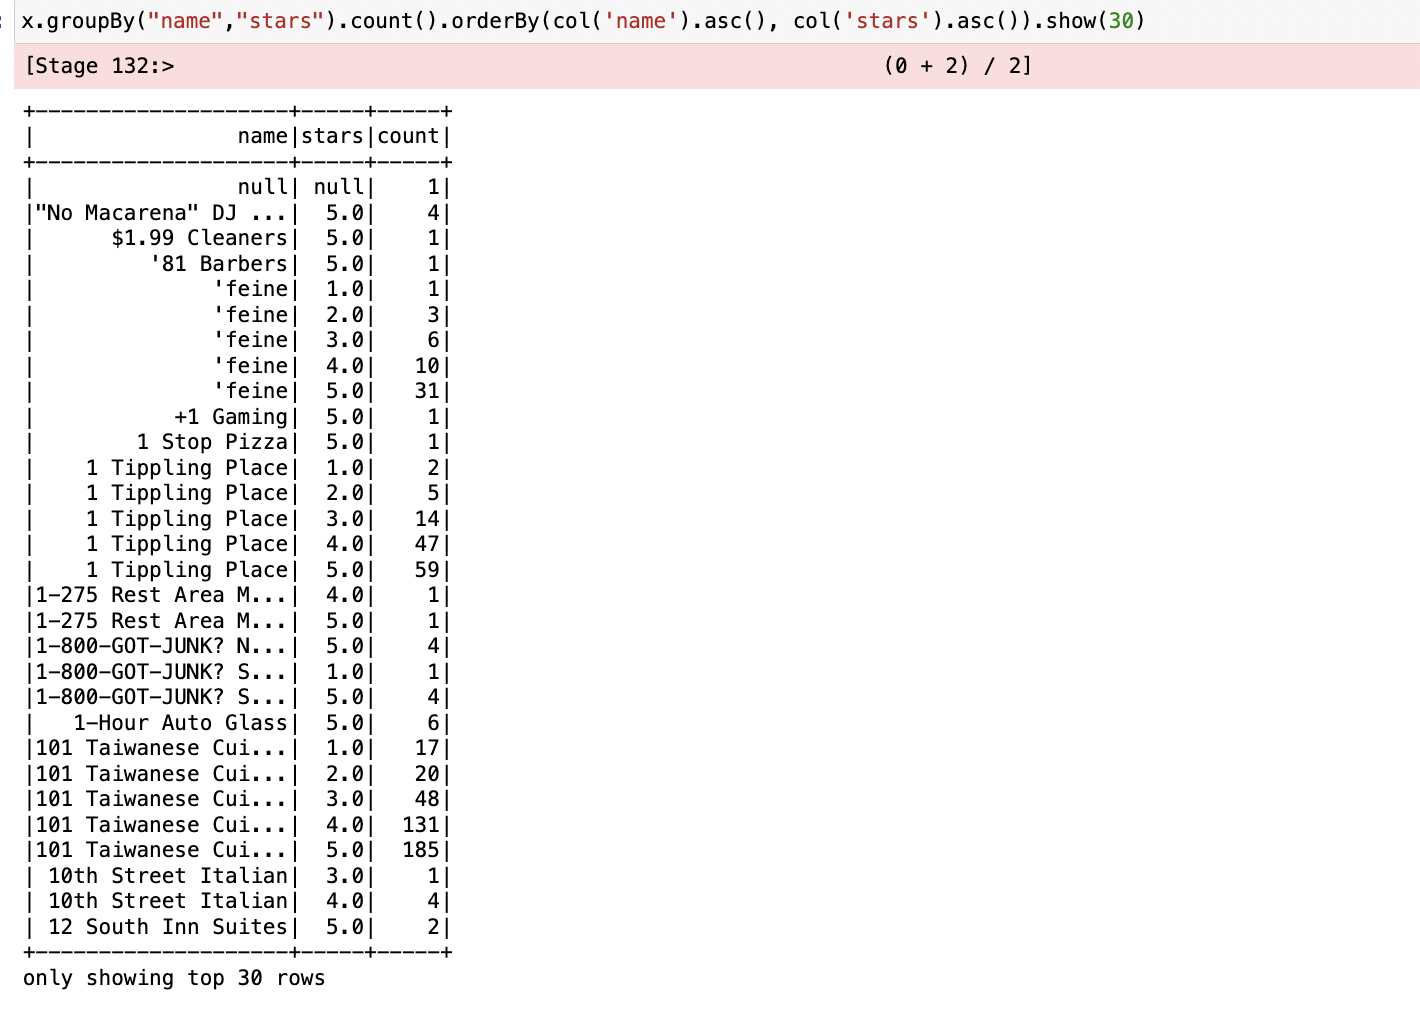 x.groupBy("name","stars").count().orderBy(col('name').asc(), col('stars').asc()).show(30)
[Stage 132:>                                                        (0 + 2) / 2]
+--------------------+-----+-----+
|                name|stars|count|
+--------------------+-----+-----+
|                null| null|    1|
|"No Macarena" DJ ...|  5.0|    4|
|      $1.99 Cleaners|  5.0|    1|
|         '81 Barbers|  5.0|    1|
|              'feine|  1.0|    1|
|              'feine|  2.0|    3|
|              'feine|  3.0|    6|
|              'feine|  4.0|   10|
|              'feine|  5.0|   31|
|           +1 Gaming|  5.0|    1|
|        1 Stop Pizza|  5.0|    1|
|    1 Tippling Place|  1.0|    2|
|    1 Tippling Place|  2.0|    5|
|    1 Tippling Place|  3.0|   14|
|    1 Tippling Place|  4.0|   47|
|    1 Tippling Place|  5.0|   59|
|1-275 Rest Area M...|  4.0|    1|
|1-275 Rest Area M...|  5.0|    1|
|1-800-GOT-JUNK? N...|  5.0|    4|
|1-800-GOT-JUNK? S...|  1.0|    1|
|1-800-GOT-JUNK? S...|  5.0|    4|
|   1-Hour Auto Glass|  5.0|    6|
|101 Taiwanese Cui...|  1.0|   17|
|101 Taiwanese Cui...|  2.0|   20|
|101 Taiwanese Cui...|  3.0|   48|
|101 Taiwanese Cui...|  4.0|  131|
|101 Taiwanese Cui...|  5.0|  185|
| 10th Street Italian|  3.0|    1|
| 10th Street Italian|  4.0|    4|
| 12 South Inn Suites|  5.0|    2|
+--------------------+-----+-----+
only showing top 30 rows